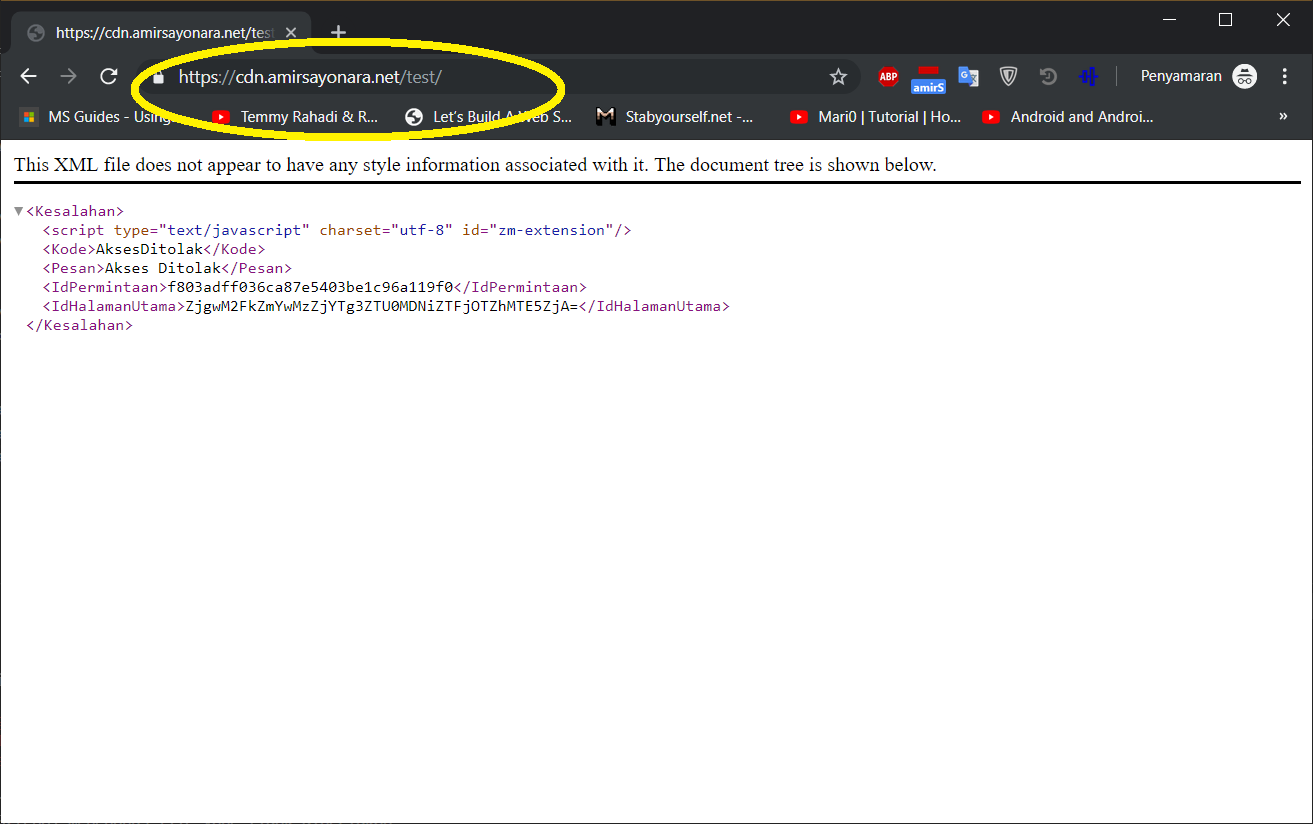 https://cdn.amirsayonara.net/tes
https://cdn.amirsayonara.net/test/
ABP
amirS
G
Penyamaran
MS Guides - Using
Temmy Rahadi & R...
Let's Build A Web S...
Stabyourself.net -...
Mari0 | Tutorial | Ho...
Android and Androi...
»
This XML file does not appear to have any style information associated with it. The document tree is shown below.
▼<Kesalahan>
<script type="text/javascript" charset="utf-8" id="zm-extension"/>
<Kode>AksesDitolak</Kode>
<Pesan>Akses Ditolak</Pesan>
<IdPermintaan>f803adff036ca87e5403be1c96a119f0</IdPermintaan>
<IdHalamanUtama>ZjgwM2FkZmYwMzZjYTg3ZTU0MDNiZTFjOTZhMTE5ZjA=</IdHalamanUtama>
</Kesalahan>